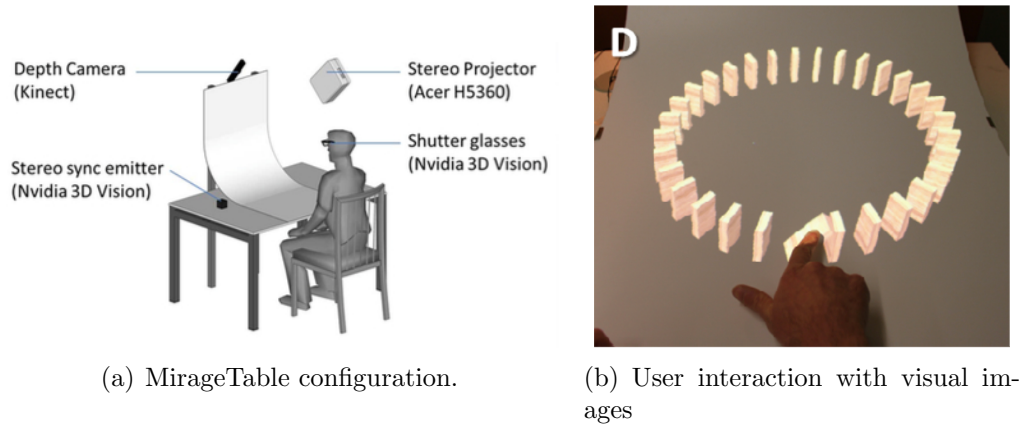 Depth Camera
(Kinect)
Stereo Projector
(Acer H5360)
Shutter glasses
(Nvidia 3D Vision)
Stereo sync emitter
(Nvidia 3D Vision)
D
(a) MirageTable configuration.
(b) User interaction with visual im-
ages